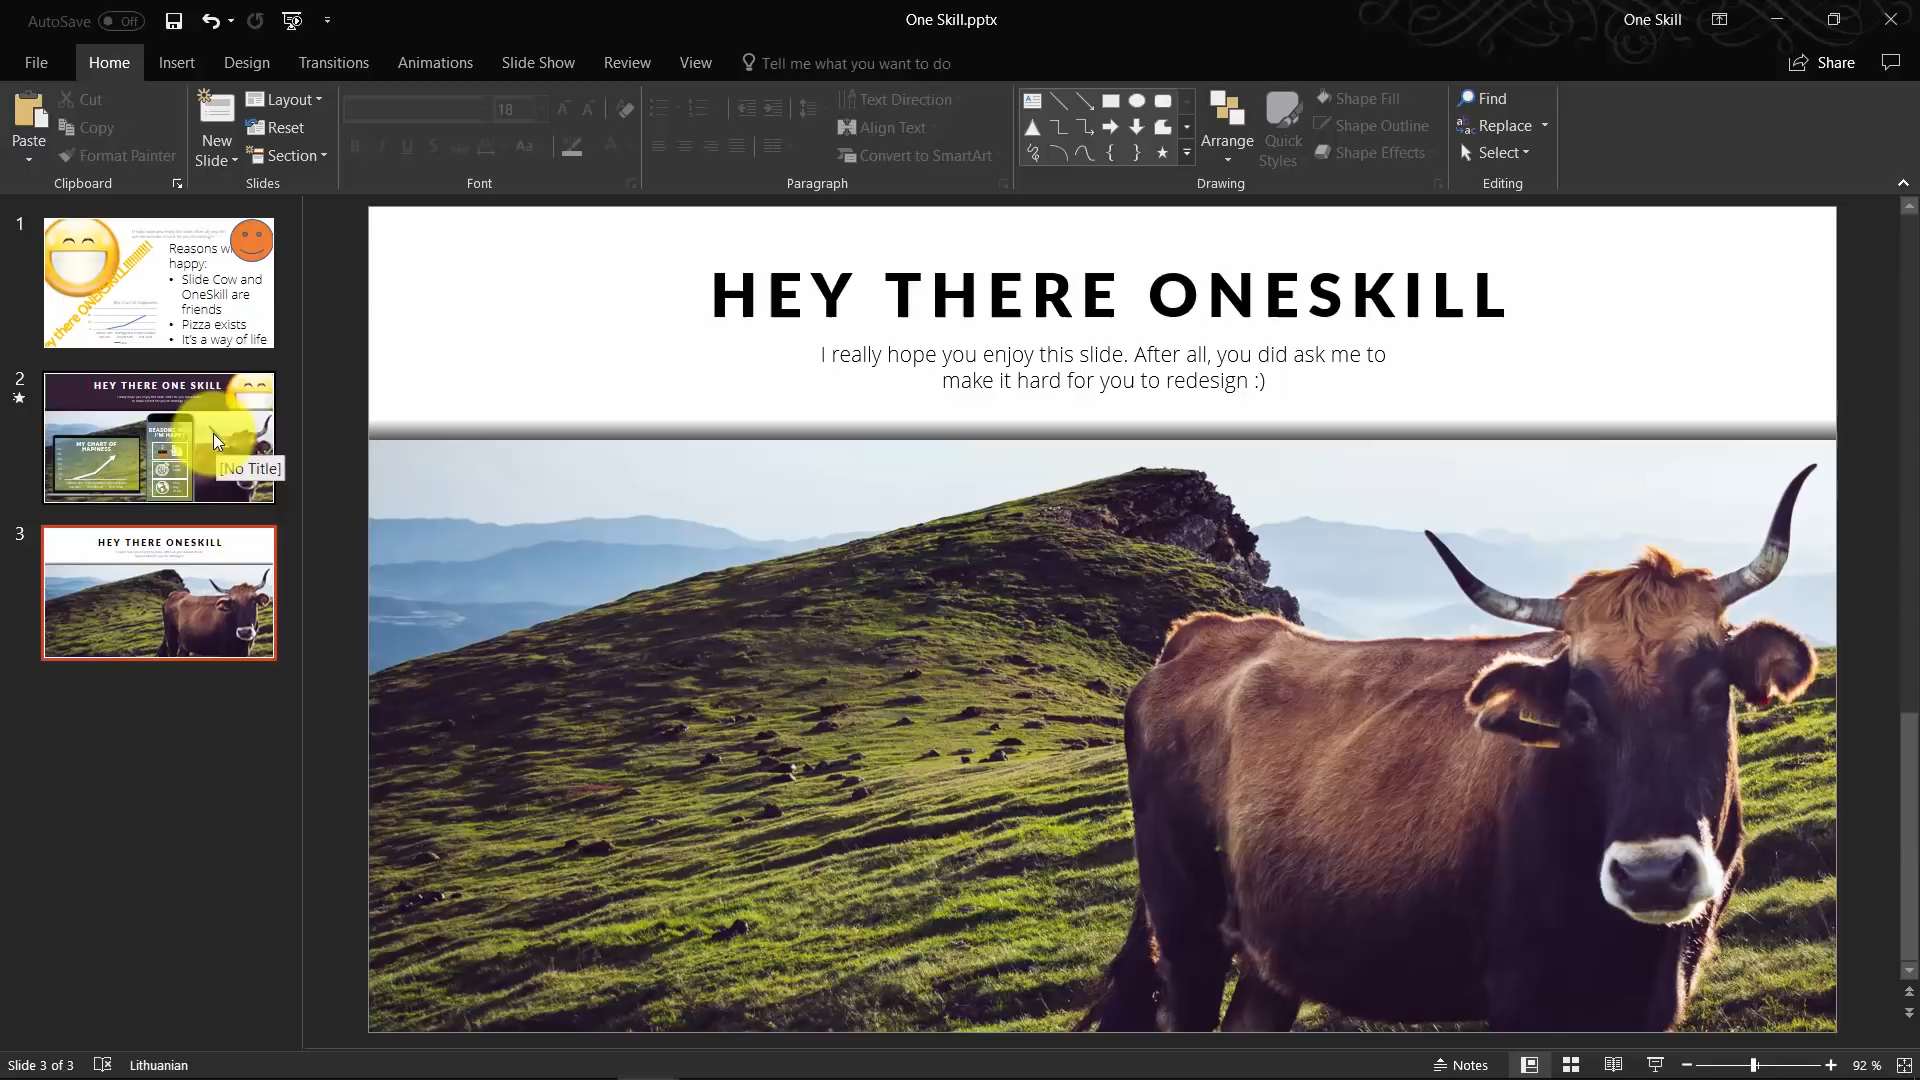 AutoSave Off
One Skill.pptx
One Skill
File Home Insert Design Transitions Animations Slide Show Review View Tell me what you want to do
Share
Paste
Cut
Copy
Format Painter
Clipboard
New Slide
Layout
Reset
Section
Slides
18
Font
Text Direction
Align Text
Convert to SmartArt
Paragraph
Arrange
Quick Styles
Shape Fill
Shape Outline
Shape Effects
Drawing
Find
Replace
Select
Editing
1
Reasons
happy:
• Slide Cow and
OneSkill are
friends
• Pizza exists
• It's a way of life
2
HEY THERE ONE SKILL
MY CHART OF
HAPINESS
REASONS
I'M HAPPY
[No Title]
3
HEY THERE ONESKILL
HEY THERE ONESKILL
I really hope you enjoy this slide. After all, you did ask me to
make it hard for you to redesign :)
Slide 3 of 3
Lithuanian
Notes
92 %